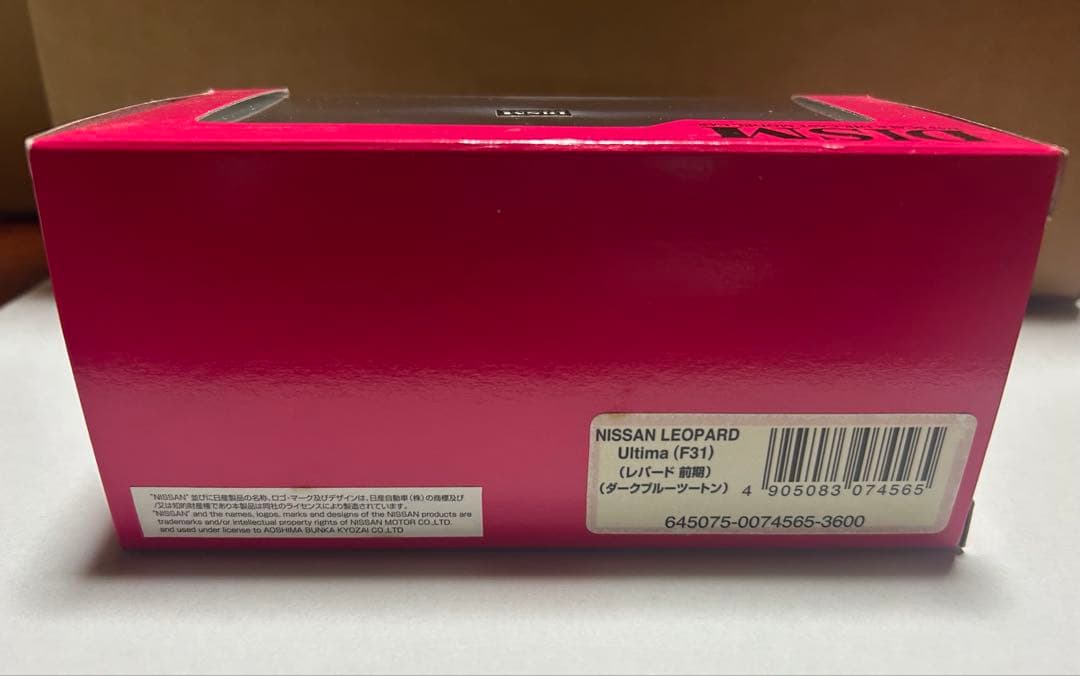 DISM
DISM
NISSAN LEOPARD
Ultima (F31)
(レパード 前期)
(ダークブルーツートン)
4 905083 074565
645075-0074565-3600
"NISSAN" 並びに日産製品の名称、ロゴ・マーク及びデザインは、日産自動車(株)の商標及び
/又は知的財産権であり本製品は同社のライセンスにより製造されています。
"NISSAN" and the names, logos, marks and designs of the NISSAN products are
trademarks and/or intellectual property rights of NISSAN MOTOR CO.,LTD.
and used under license to AOSHIMA BUNKA KYOZAI CO.,LTD